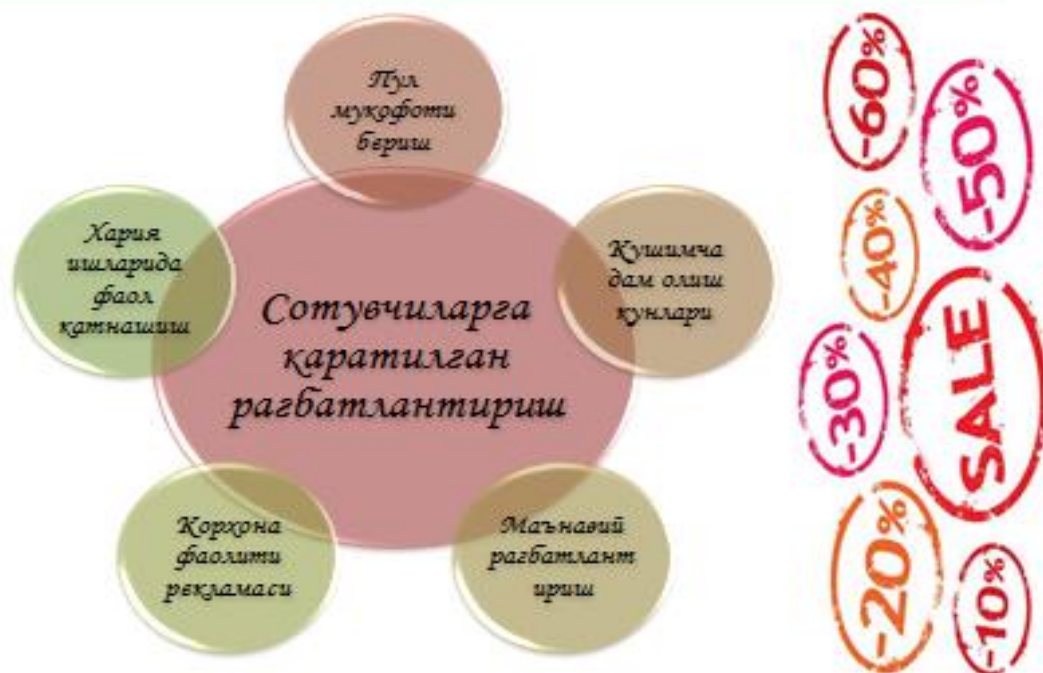 Пул
мукофоти
бериш
Кушимча
дам олиш
кунлари
Маънавий
рагбатлант
ириш
Корхона
фаолити
рекламаси
Хария
ишларида
фаол
катнашиш
Сотувчиларга
каратилган
рагбатлантириш
-60%
-50%
-40%
-30%
SALE
-20%
-10%